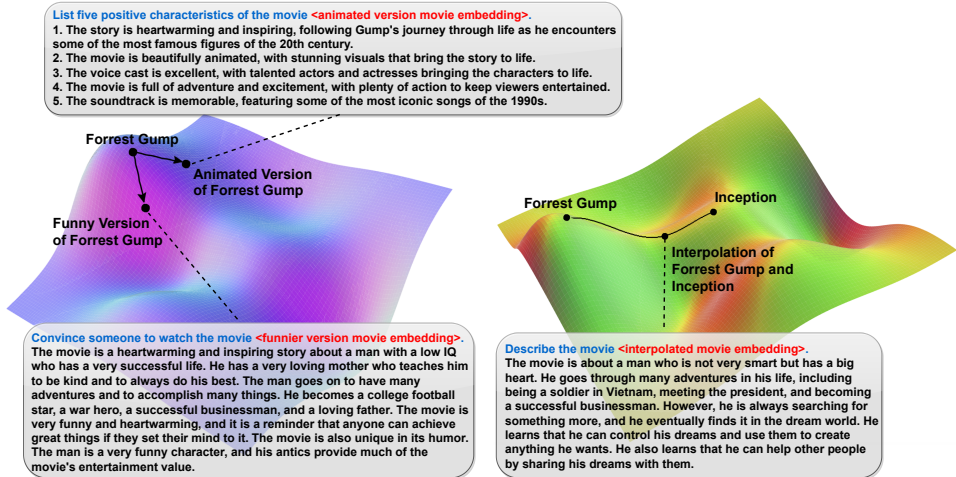 List five positive characteristics of the movie <animated version movie embedding>.
1. The story is heartwarming and inspiring, following Gump's journey through life as he encounters
some of the most famous figures of the 20th century.
2. The movie is beautifully animated, with stunning visuals that bring the story to life.
3. The voice cast is excellent, with talented actors and actresses bringing the characters to life.
4. The movie is full of adventure and excitement, with plenty of action to keep viewers entertained.
5. The soundtrack is memorable, featuring some of the most iconic songs of the 1990s.
Forrest Gump
Animated Version
of Forrest Gump
Funny Version
of Forrest Gump
Convince someone to watch the movie <funnier version movie embedding>.
The movie is a heartwarming and inspiring story about a man with a low IQ
who has a very successful life. He has a very loving mother who teaches him
to be kind and to always do his best. The man goes on to have many
adventures and to accomplish many things. He becomes a college football
star, a war hero, a successful businessman, and a loving father. The movie is
very funny and heartwarming, and it is a reminder that anyone can achieve
great things if they set their mind to it. The movie is also unique in its humor.
The man is a very funny character, and his antics provide much of the
movie's entertainment value.
Forrest Gump
Inception
Interpolation of
Forrest Gump and
Inception
Describe the movie <interpolated movie embedding>.
The movie is about a man who is not very smart but has a big
heart. He goes through many adventures in his life, including
being a soldier in Vietnam, meeting the president, and becoming
a successful businessman. However, he is always searching for
something more, and he eventually finds it in the dream world. He
learns that he can control his dreams and use them to create
anything he wants. He also learns that he can help other people
by sharing his dreams with them.